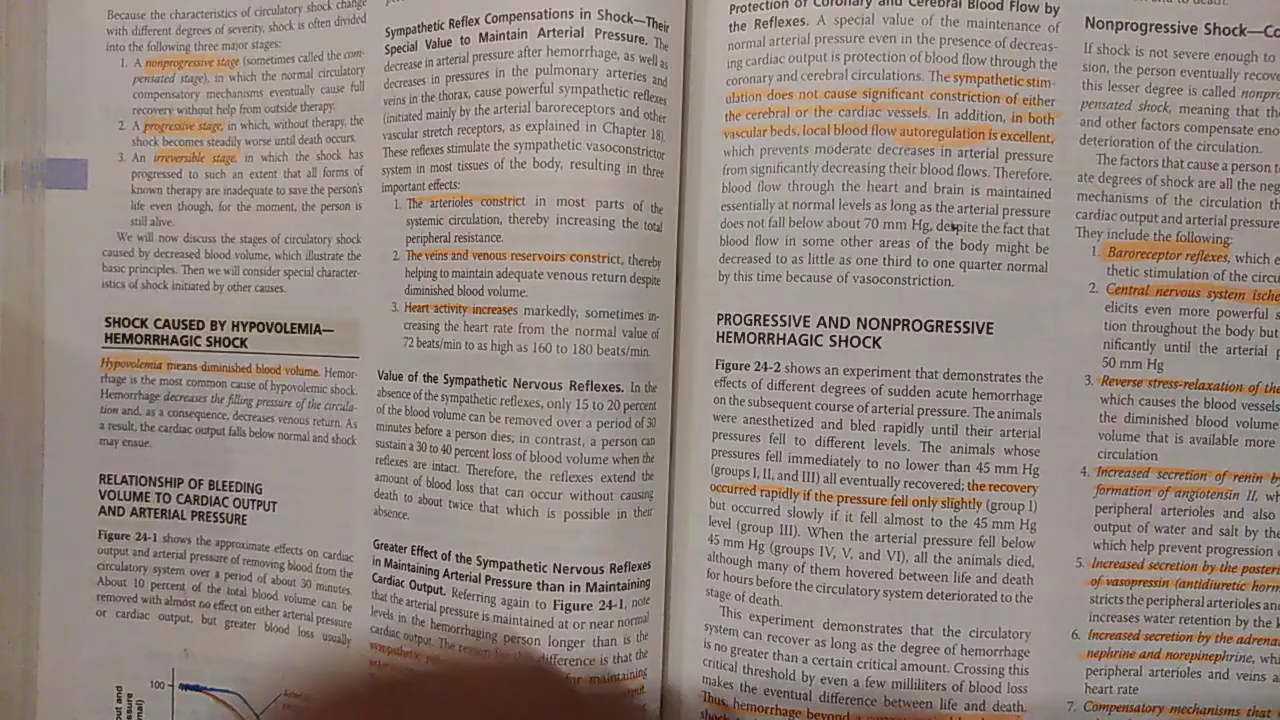 Because the characteristics of circulatory shock change
with different degrees of severity, shock is often divided
into the following three major stages:
1. A nonprogressive stage (sometimes called the com-
pensated stage), in which the normal circulatory
compensatory mechanisms eventually cause full
recovery without help from outside therapy.
2. A progressive stage, in which, without therapy, the
shock becomes steadily worse until death occurs.
3. An irreversible stage, in which the shock has
progressed to such an extent that all forms of
known therapy are inadequate to save the person's
life even though, for the moment, the person is
still alive.
We will now discuss the stages of circulatory shock
caused by decreased blood volume, which illustrate the
basic principles. Then we will consider special character-
istics of shock initiated by other causes.
SHOCK CAUSED BY HYPOVOLEMIA—
HEMORRHAGIC SHOCK
Hypovolemia means diminished blood volume. Hemor-
rhage is the most common cause of hypovolemic shock.
Hemorrhage decreases the filling pressure of the circula-
tion and, as a consequence, decreases venous return. As
a result, the cardiac output falls below normal and shock
may ensue.
RELATIONSHIP OF BLEEDING
VOLUME TO CARDIAC OUTPUT
AND ARTERIAL PRESSURE
Figure 24-1 shows the approximate effects on cardiac
output and arterial pressure of removing blood from the
circulatory system over a period of about 30 minutes.
About 10 percent of the total blood volume can be
removed with almost no effect on either arterial pressure
or cardiac output, but greater blood loss usually
100
Sympathetic Reflex Compensations in Shock—Their
Special Value to Maintain Arterial Pressure. The
decrease in arterial pressure after hemorrhage, as well as
decreases in pressures in the pulmonary arteries and
veins in the thorax, cause powerful sympathetic reflexes
(initiated mainly by the arterial baroreceptors and other
vascular stretch receptors, as explained in Chapter 18).
These reflexes stimulate the sympathetic vasoconstrictor
system in most tissues of the body, resulting in three
important effects:
1. The arterioles constrict in most parts of the
systemic circulation, thereby increasing the total
peripheral resistance.
2. The veins and venous reservoirs constrict, thereby
helping to maintain adequate venous return despite
diminished blood volume.
3. Heart activity increases markedly, sometimes in-
creasing the heart rate from the normal value of
72 beats/min to as high as 160 to 180 beats/min.
Value of the Sympathetic Nervous Reflexes. In the
absence of the sympathetic reflexes, only 15 to 20 percent
of the blood volume can be removed over a period of 30
minutes before a person dies; in contrast, a person can
sustain a 30 to 40 percent loss of blood volume when the
reflexes are intact. Therefore, the reflexes extend the
amount of blood loss that can occur without causing
death to about twice that which is possible in their
absence.
Greater Effect of the Sympathetic Nervous Reflexes
in Maintaining Arterial Pressure than in Maintaining
Cardiac Output. Referring again to Figure 24-1, note
that the arterial pressure is maintained at or near normal
levels in the hemorrhaging person longer than is the
cardiac output. The reason for this difference is that the
sympathetic for maintaining
Protection of Coronary and Cerebral Blood Flow by
the Reflexes. A special value of the maintenance of
normal arterial pressure even in the presence of decreas-
ing cardiac output is protection of blood flow through the
coronary and cerebral circulations. The sympathetic stim-
ulation does not cause significant constriction of either
the cerebral or the cardiac vessels. In addition, in both
vascular beds, local blood flow autoregulation is excellent,
which prevents moderate decreases in arterial pressure
from significantly decreasing their blood flows. Therefore,
blood flow through the heart and brain is maintained
essentially at normal levels as long as the arterial pressure
does not fall below about 70 mm Hg, despite the fact that
blood flow in some other areas of the body might be
decreased to as little as one third to one quarter normal
by this time because of vasoconstriction.
PROGRESSIVE AND NONPROGRESSIVE
HEMORRHAGIC SHOCK
Figure 24-2 shows an experiment that demonstrates the
effects of different degrees of sudden acute hemorrhage
on the subsequent course of arterial pressure. The animals
were anesthetized and bled rapidly until their arterial
pressures fell to different levels. The animals whose
pressures fell immediately to no lower than 45 mm Hg
(groups I, II, and III) all eventually recovered; the recovery
occurred rapidly if the pressure fell only slightly (group I)
but occurred slowly if it fell almost to the 45 mm Hg
level (group III). When the arterial pressure fell below
45 mm Hg (groups IV, V, and VI), all the animals died,
although many of them hovered between life and death
for hours before the circulatory system deteriorated to the
stage of death.
This experiment demonstrates that the circulatory
system can recover as long as the degree of hemorrhage
is no greater than a certain critical amount. Crossing this
critical threshold by even a few milliliters of blood loss
makes the eventual difference between life and death.
Thus, hemorrhage beyond a
Nonprogressive Shock—Co
If shock is not severe enough to
sion, the person eventually recove
this lesser degree is called nonpro
pensated shock, meaning that th
and other factors compensate eno
deterioration of the circulation.
The factors that cause a person t
ate degrees of shock are all the neg
mechanisms of the circulation th
cardiac output and arterial pressure
They include the following:
1. Baroreceptor reflexes, which e
thetic stimulation of the circu
2. Central nervous system ische
elicits even more powerful s
tion throughout the body but
nificantly until the arterial p
50 mm Hg
3. Reverse stress-relaxation of the
which causes the blood vessels
the diminished blood volume
volume that is available more
circulation
4. Increased secretion of renin by
formation of angiotensin II, wh
peripheral arterioles and also
output of water and salt by the
which help prevent progression
5. Increased secretion by the posteri
of vasopressin (antidiuretic horm
stricts the peripheral arterioles an
increases water retention by the k
6. Increased secretion by the adrena
nephrine and norepinephrine, whi
peripheral arterioles and veins a
heart rate
7. Compensatory mechanisms that